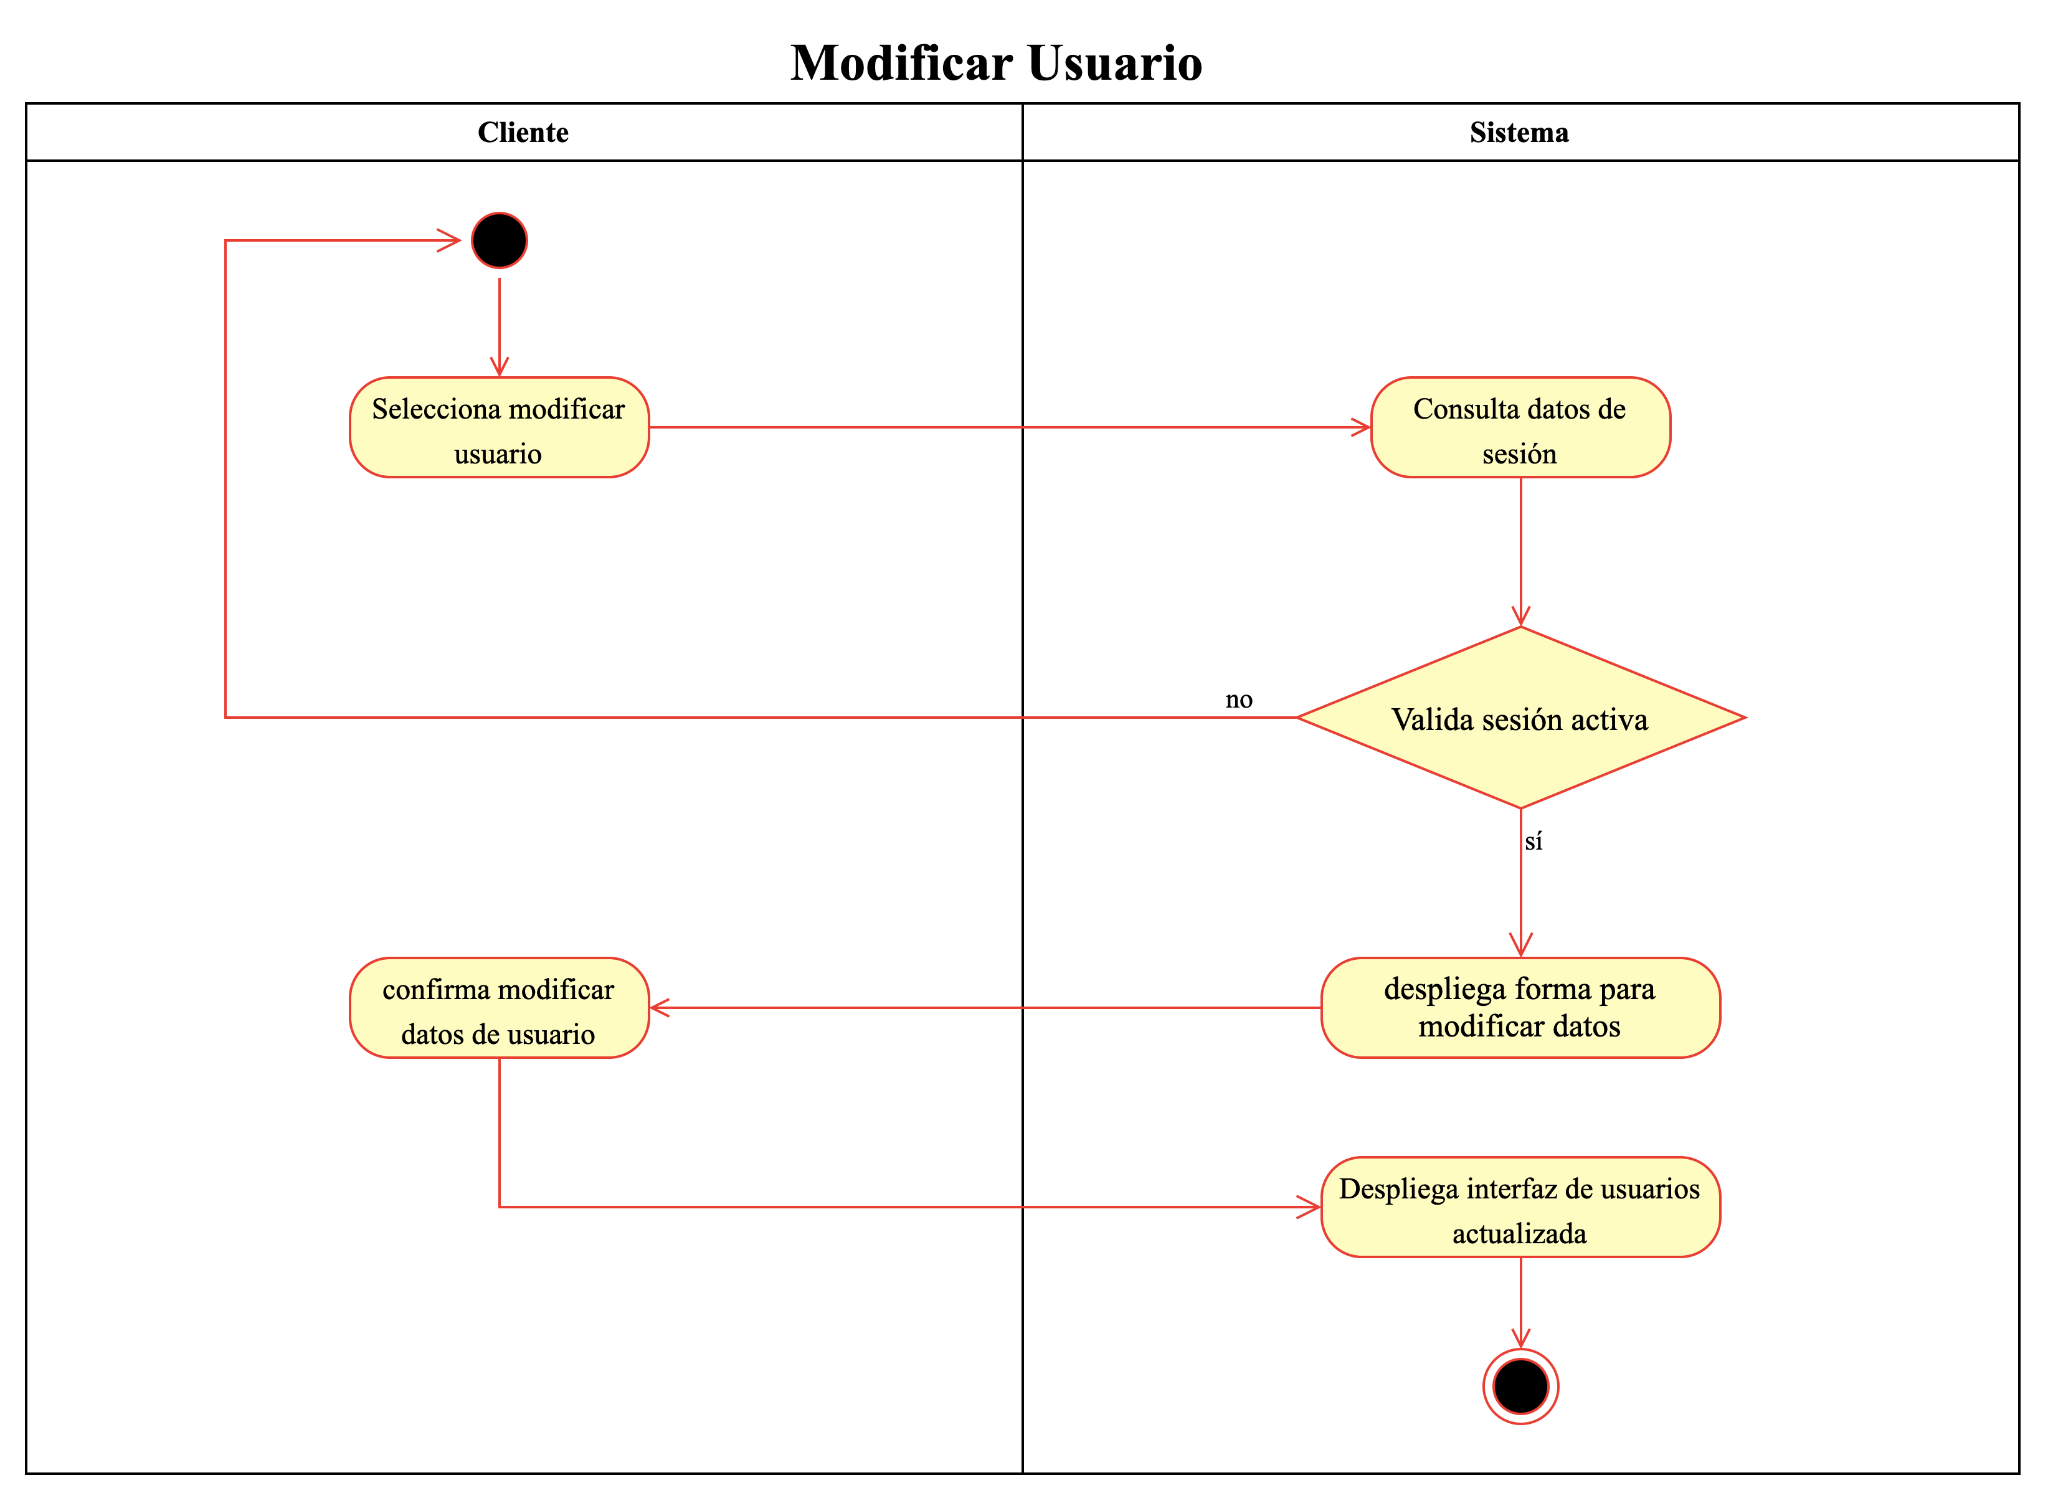 Modificar Usuario
Cliente
Sistema
Selecciona modificar
usuario
Consulta datos de
sesión
Valida sesión activa
no
sí
despliega forma para
modificar datos
confirma modificar
datos de usuario
Despliega interfaz de usuarios
actualizada